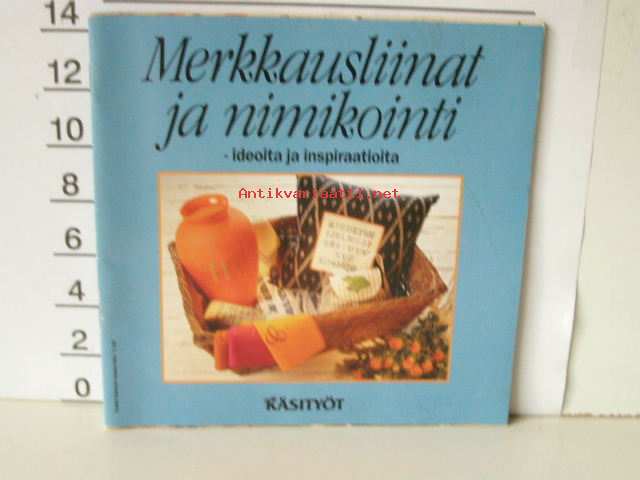 14
12
10
8
6
4
2
0
Merkkausliinat
ja nimikointi
- ideoita ja inspiraatioita
Antikvariaatti.net
KÄSITYÖT